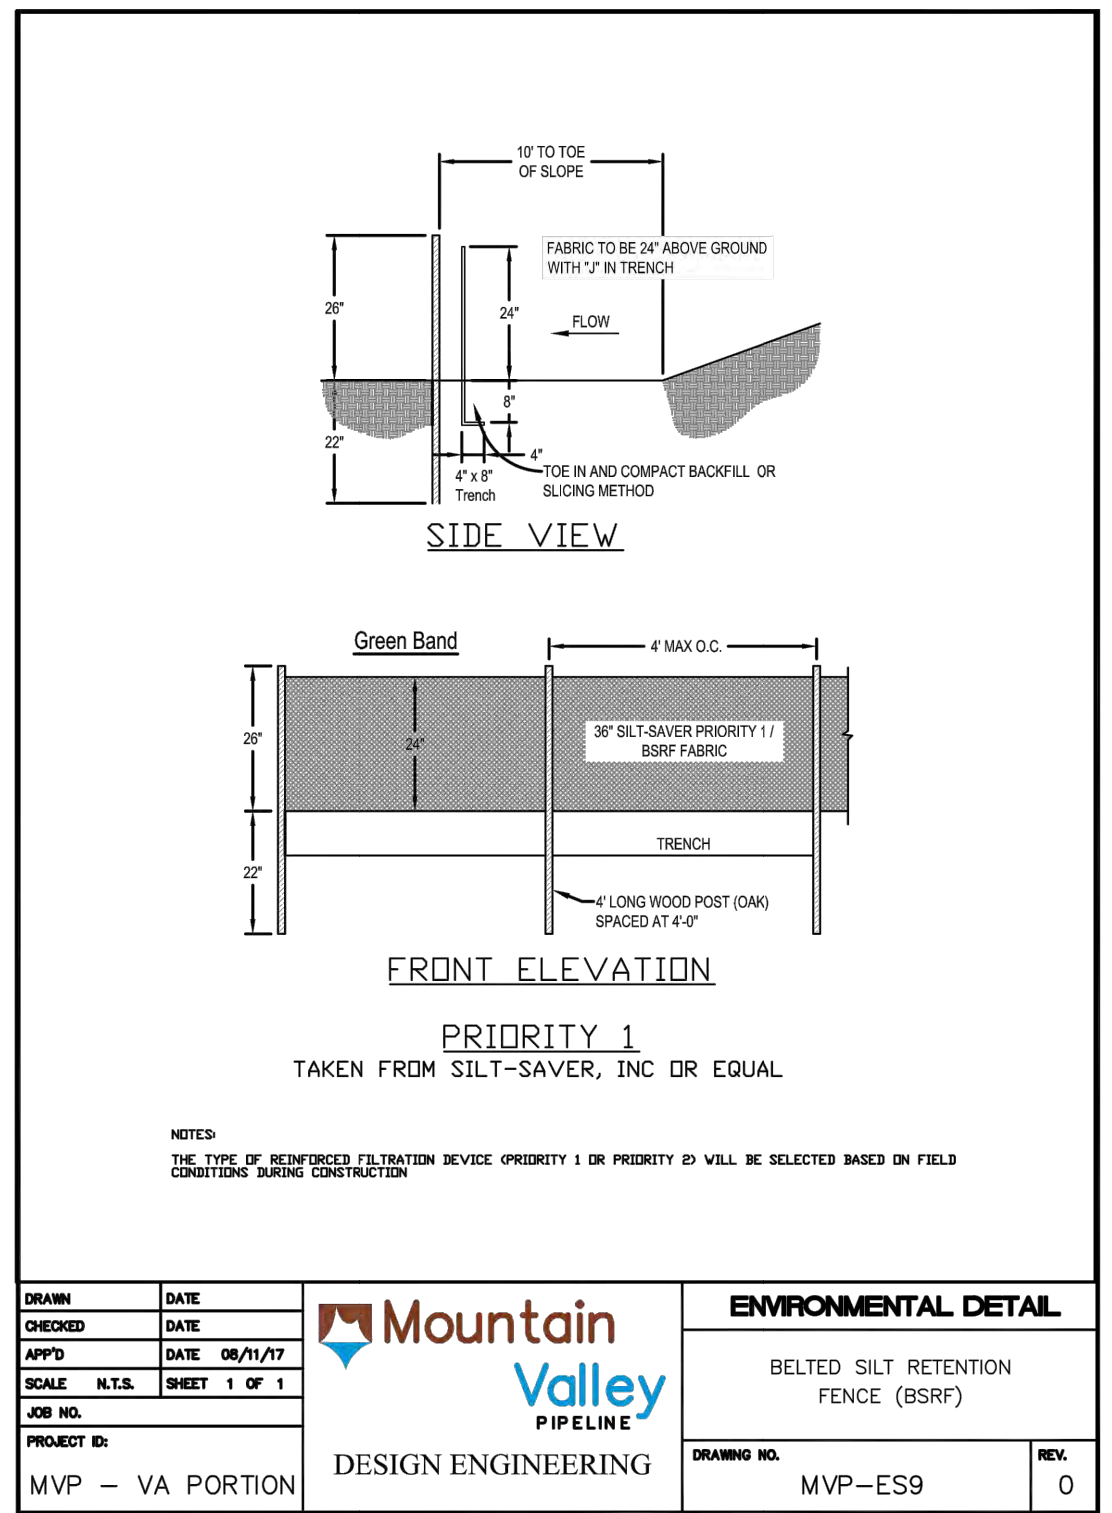 10' TO TOE
OF SLOPE
FABRIC TO BE 24" ABOVE GROUND
WITH "J" IN TRENCH
26"
24"
FLOW
8"
22"
4"
4" x 8"
Trench
TOE IN AND COMPACT BACKFILL OR
SLICING METHOD
SIDE VIEW
Green Band
4' MAX O.C.
26"
24"
36" SILT-SAVER PRIORITY 1 /
BSRF FABRIC
TRENCH
22"
4' LONG WOOD POST (OAK)
SPACED AT 4'-0"
FRONT ELEVATION
PRIORITY 1
TAKEN FROM SILT-SAVER, INC OR EQUAL
NOTES:
THE TYPE OF REINFORCED FILTRATION DEVICE (PRIORITY 1 OR PRIORITY 2) WILL BE SELECTED BASED ON FIELD
CONDITIONS DURING CONSTRUCTION
DRAWN DATE
CHECKED DATE
APP'D DATE 08/11/17
SCALE N.T.S. SHEET 1 OF 1
JOB NO.
PROJECT ID:
MVP - VA PORTION
Mountain
Valley
PIPELINE
DESIGN ENGINEERING
ENVIRONMENTAL DETAIL
BELTED SILT RETENTION
FENCE (BSRF)
DRAWING NO.
MVP-ES9
REV.
0